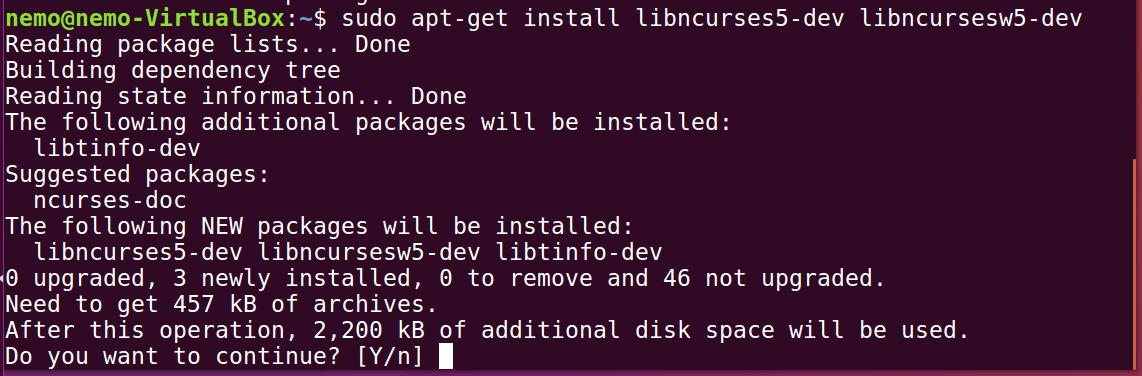 nemo@nemo-VirtualBox:~$ sudo apt-get install libncurses5-dev libncursesw5-dev
Reading package lists... Done
Building dependency tree
Reading state information... Done
The following additional packages will be installed:
  libtinfo-dev
Suggested packages:
  ncurses-doc
The following NEW packages will be installed:
  libncurses5-dev libncursesw5-dev libtinfo-dev
0 upgraded, 3 newly installed, 0 to remove and 46 not upgraded.
Need to get 457 kB of archives.
After this operation, 2,200 kB of additional disk space will be used.
Do you want to continue? [Y/n]